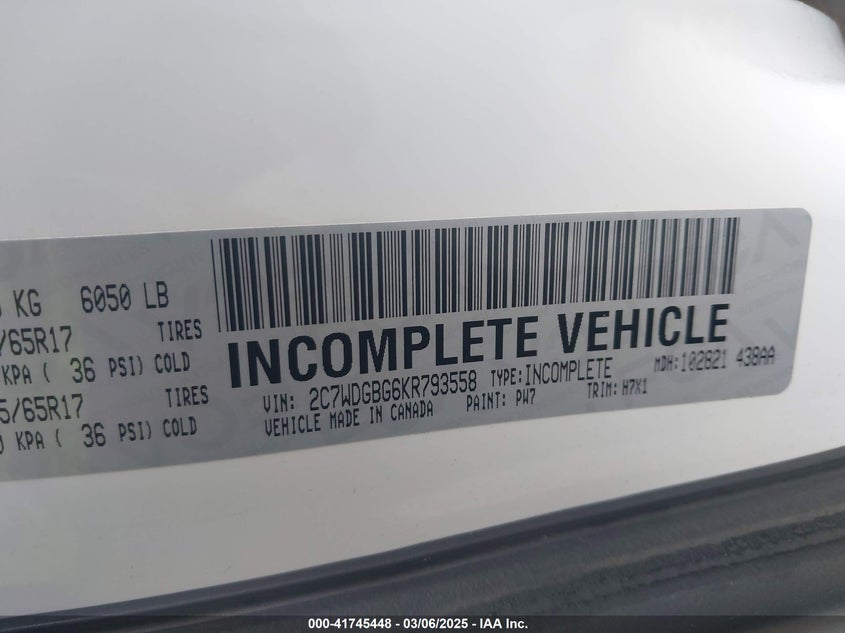 KG 6050 LB
/65R17 TIRES
KPA ( 36 PSI) COLD
5/65R17 TIRES
KPA ( 36 PSI) COLD
INCOMPLETE VEHICLE
VIN: 2C7WDGBG6KR793558 TYPE:INCOMPLETE MDH:102821 438AA
VEHICLE MADE IN CANADA PAINT: PW7 TRIM: H7X1
000-41745448 - 03/06/2025 - IAA Inc.